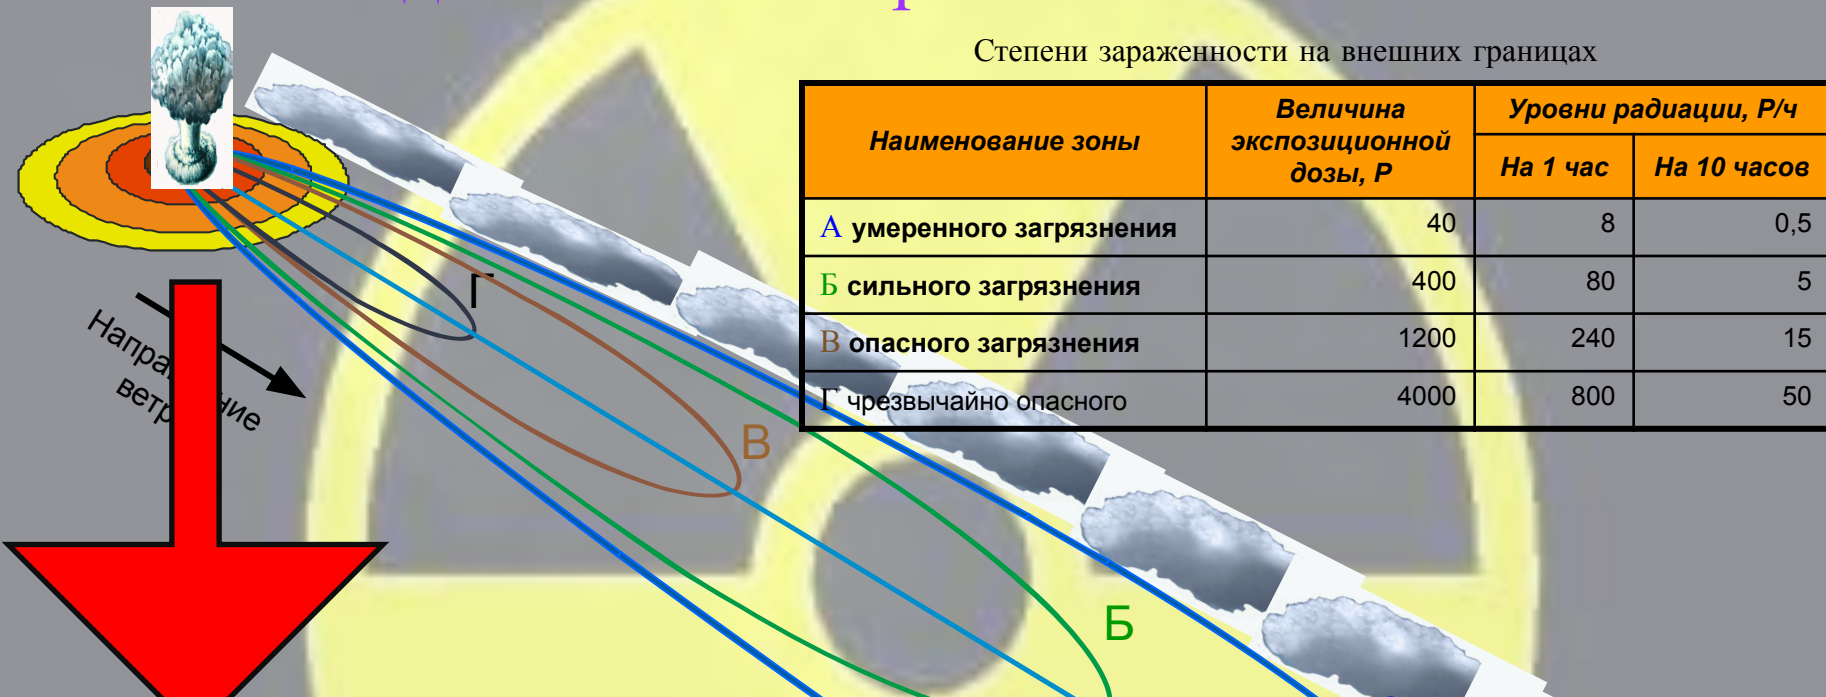 Степени зараженности на внешних границах
Наименование зоны
Величина
экспозиционной
дозы, Р
Уровни радиации, Р/ч
На 1 час
На 10 часов
А умеренного загрязнения
40
8
0,5
Б сильного загрязнения
400
80
5
В опасного загрязнения
1200
240
15
Г чрезвычайно опасного
4000
800
50
Г
В
Б